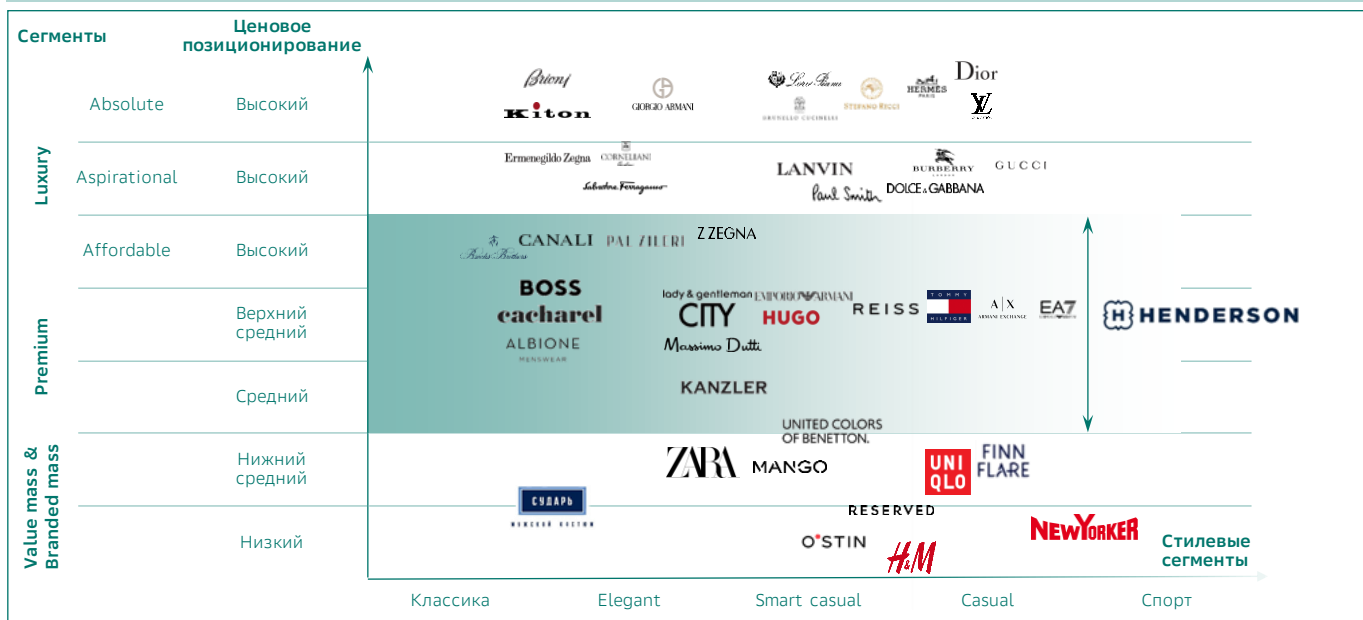 Сегменты
Ценовое
позиционирование
Absolute
Высокий
Brioni
Kiton
GIORGIO ARMANI
Loro Piana
BRUNELLO CUCINELLI
STEFANO RICCI
HERMÈS
PARIS
Dior
LV
Luxury
Aspirational
Высокий
Ermenegildo Zegna
CORNELIANI
Salvatore Ferragamo
LANVIN
Paul Smith
BURBERRY
DOLCE & GABBANA
GUCCI
Affordable
Высокий
Brooks Brothers
CANALI
PAL ZILERI
Z ZEGNA
Premium
Верхний
средний
BOSS
cacharel
ALBIONE
MENSWEAR
lady & gentleman
CITY
EMPORIO ARMANI
HUGO
Massimo Dutti
REISS
TOMMY
HILFIGER
A|X
ARMANI EXCHANGE
EA7
H HENDERSON
Средний
KANZLER
Value mass &
Branded mass
Нижний
средний
UNITED COLORS
OF BENETTON.
ZARA
MANGO
UNI
QLO
FINN
FLARE
СУДАРЬ
МУЖСКОЙ КОСТЮМ
Низкий
RESERVED
O'STIN
H&M
NEWYORKER
Стилевые
сегменты
Классика
Elegant
Smart casual
Casual
Спорт